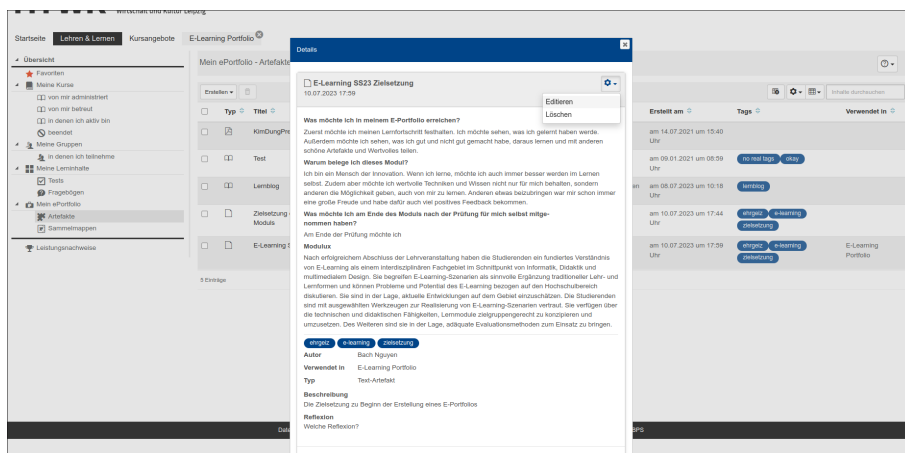 Wirtschaft und Kultur Leipzig
Startseite Lehren & Lernen Kursangebote E-Learning Portfolio
Übersicht
Favoriten
Meine Kurse
von mir administriert
von mir betreut
in denen ich aktiv bin
beendet
Meine Gruppen
in denen ich teilnehme
Meine Lerninhalte
Tests
Fragebögen
Mein ePortfolio
Artefakte
Sammelmappen
Leistungsnachweise
Mein ePortfolio - Artefakte
Erstellen
Inhalte durchsuchen
Typ Titel Erstellt am Tags Verwendet in
KimDungPre am 14.07.2021 um 15:40
Uhr
Test am 09.01.2021 um 08:59 no real tags okay
Uhr
Lernblog en am 08.07.2023 um 10:18 lernblog
Uhr
Zielsetzung am 10.07.2023 um 17:44 ehrgeiz e-learning
Moduls Uhr zielsetzung
E-Learning S am 10.07.2023 um 17:59 ehrgeiz e-learning E-Learning
Uhr zielsetzung Portfolio
5 Einträge
Details
E-Learning SS23 Zielsetzung
10.07.2023 17:59
Editieren
Löschen
Was möchte ich in meinem E-Portfolio erreichen?
Zuerst möchte ich meinen Lernfortschritt festhalten. Ich möchte sehen, was ich gelernt haben werde.
Außerdem möchte ich sehen, was ich gut und nicht gut gemacht habe, daraus lernen und mit anderen
schöne Artefakte und Wertvolles teilen.
Warum belege ich dieses Modul?
Ich bin ein Mensch der Innovation. Wenn ich lerne, möchte ich auch immer besser werden im Lernen
selbst. Zudem aber möchte ich wertvolle Techniken und Wissen nicht nur für mich behalten, sondern
anderen die Möglichkeit geben, auch von mir zu lernen. Anderen etwas beizubringen war mir schon immer
eine große Freude und habe dafür auch viel positives Feedback bekommen.
Was möchte ich am Ende des Moduls nach der Prüfung für mich selbst mitge-
nommen haben?
Am Ende der Prüfung möchte ich
Modulux
Nach erfolgreichem Abschluss der Lehrveranstaltung haben die Studierenden ein fundiertes Verständnis
von E-Learning als einem interdisziplinären Fachgebiet im Schnittpunkt von Informatik, Didaktik und
multimedialem Design. Sie begreifen E-Learning-Szenarien als sinnvolle Ergänzung traditioneller Lehr- und
Lernformen und können Probleme und Potential des E-Learning bezogen auf den Hochschulbereich
diskutieren. Sie sind in der Lage, aktuelle Entwicklungen auf dem Gebiet einzuschätzen. Die Studierenden
sind mit ausgewählten Werkzeugen zur Realisierung von E-Learning-Szenarien vertraut. Sie verfügen über
die technischen und didaktischen Fähigkeiten, Lernmodule zielgruppengerecht zu konzipieren und
umzusetzen. Des Weiteren sind sie in der Lage, adäquate Evaluationsmethoden zum Einsatz zu bringen.
ehrgeiz e-learning zielsetzung
Autor Bach Nguyen
Verwendet in E-Learning Portfolio
Typ Text-Artefakt
Beschreibung
Die Zielsetzung zu Beginn der Erstellung eines E-Portfolios
Reflexion
Welche Reflexion?
Date BPS